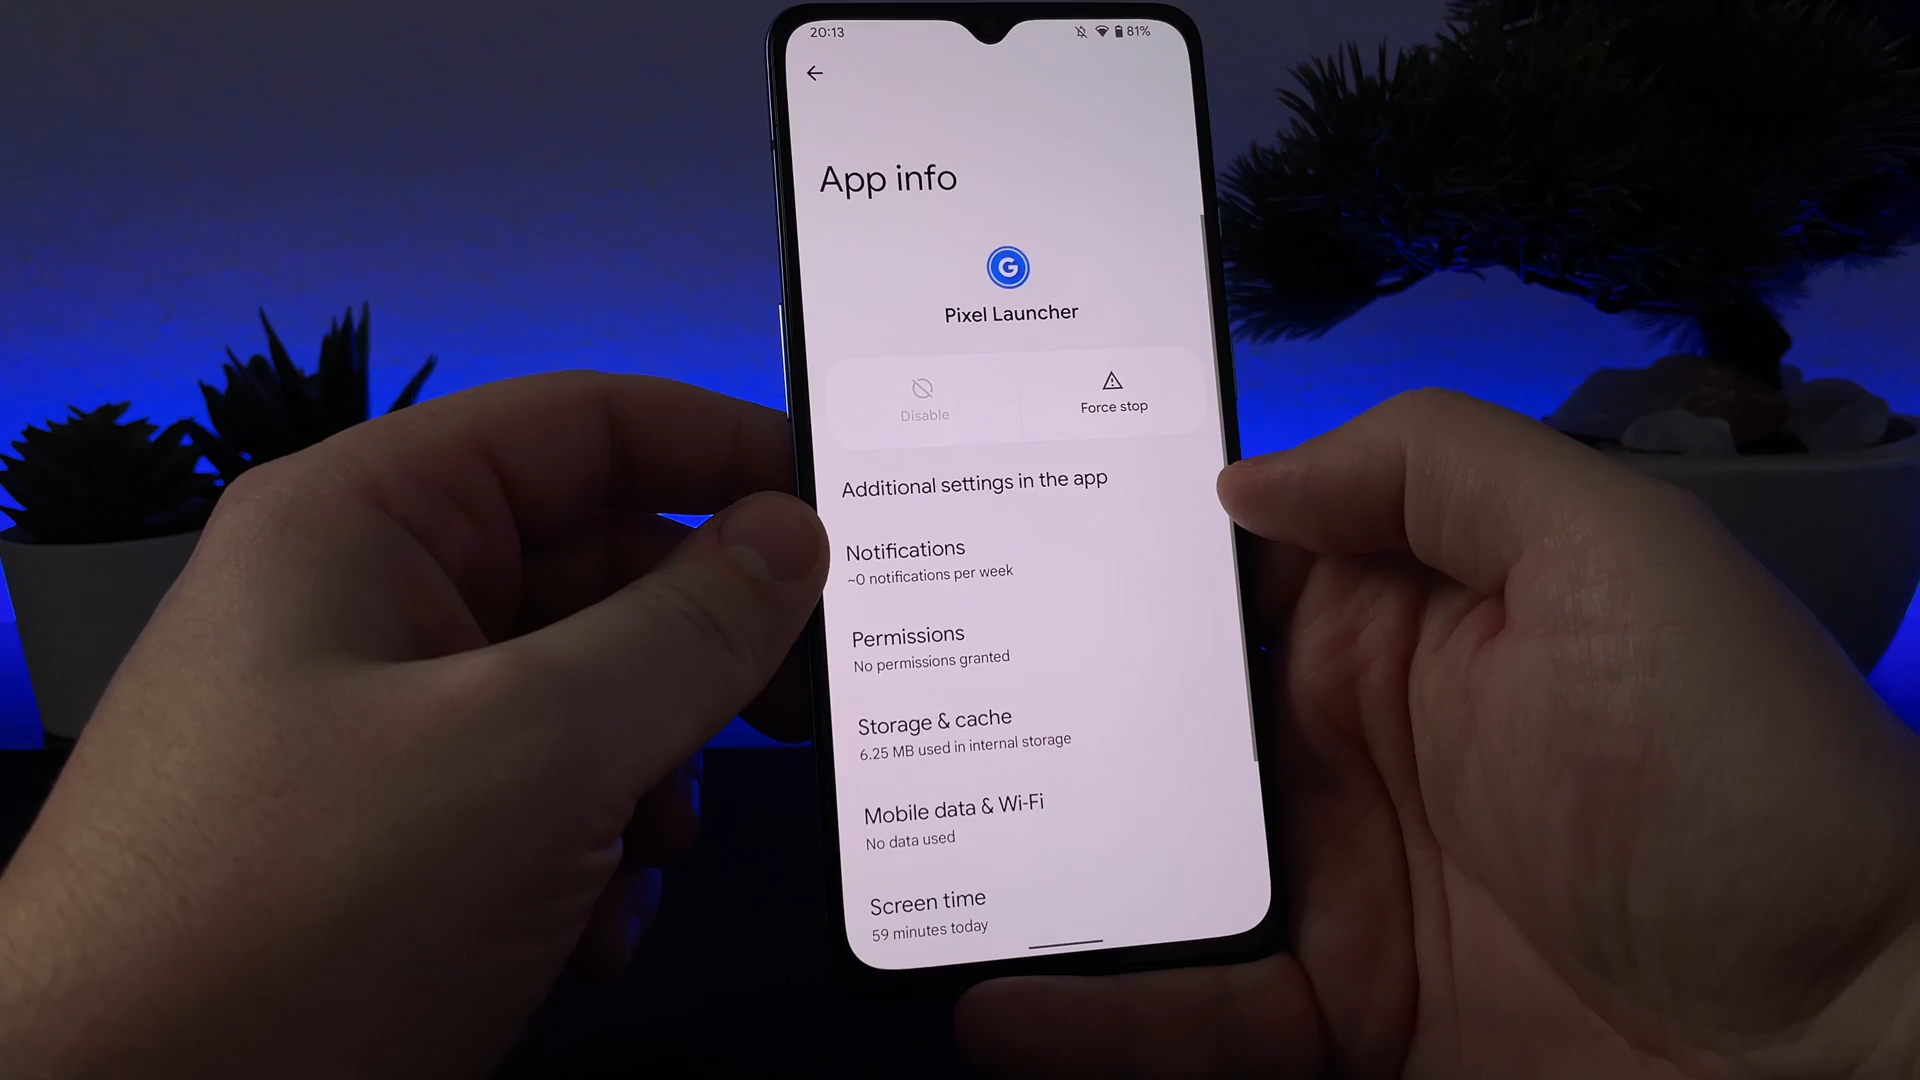 20:13
81%
App info
G
Pixel Launcher
Disable
Force stop
Additional settings in the app
Notifications
~0 notifications per week
Permissions
No permissions granted
Storage & cache
6.25 MB used in internal storage
Mobile data & Wi-Fi
No data used
Screen time
59 minutes today